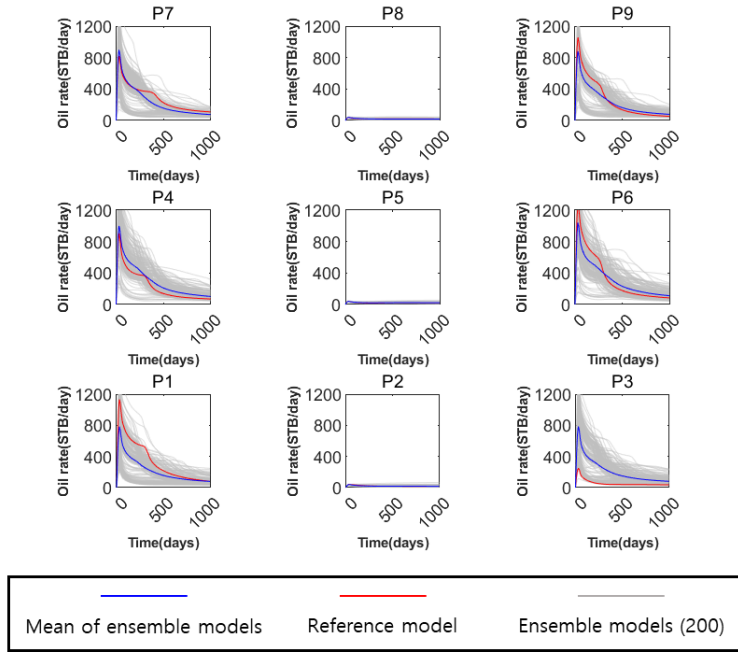 P7 P8 P9
Oil rate(STB/day) 1200 800 400 0 Oil rate(STB/day) 1200 800 400 0 Oil rate(STB/day) 1200 800 400 0
0 500 1000 0 500 1000 0 500 1000
Time(days) Time(days) Time(days)
P4 P5 P6
Oil rate(STB/day) 1200 800 400 0 Oil rate(STB/day) 1200 800 400 0 Oil rate(STB/day) 1200 800 400 0
0 500 1000 0 500 1000 0 500 1000
Time(days) Time(days) Time(days)
P1 P2 P3
Oil rate(STB/day) 1200 800 400 0 Oil rate(STB/day) 1200 800 400 0 Oil rate(STB/day) 1200 800 400 0
0 500 1000 0 500 1000 0 500 1000
Time(days) Time(days) Time(days)
Mean of ensemble models Reference model Ensemble models (200)